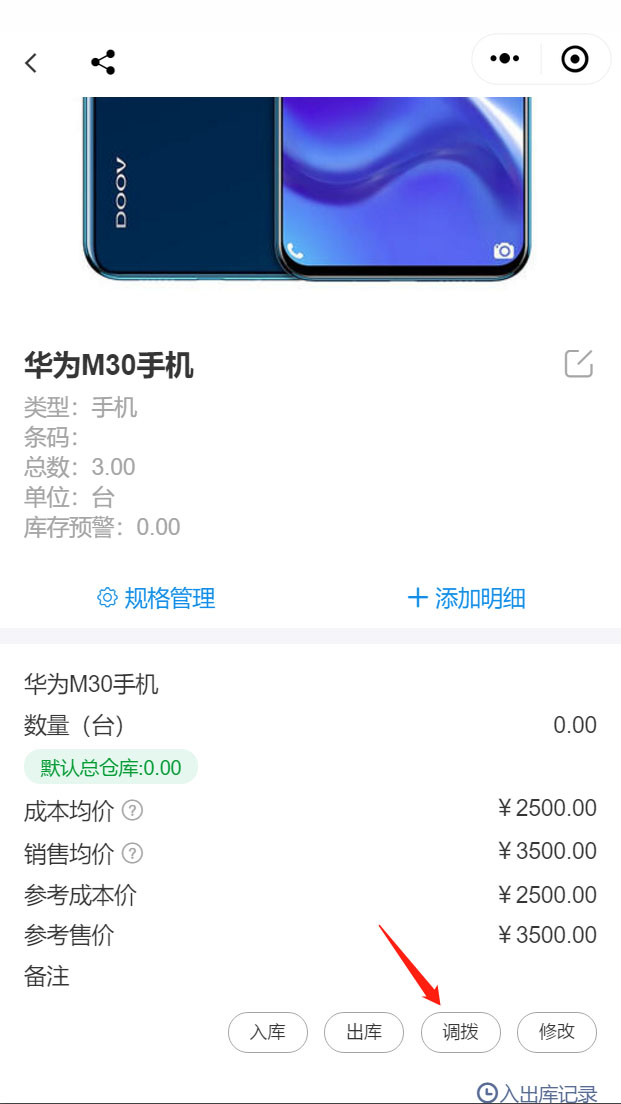 DOOV
华为M30手机
类型：手机
条码：
总数：3.00
单位：台
库存预警：0.00
规格管理
添加明细
华为M30手机
数量（台） 0.00
默认总仓库:0.00
成本均价 ? ￥2500.00
销售均价 ? ￥3500.00
参考成本价 ￥2500.00
参考售价 ￥3500.00
备注
入库 出库 调拨 修改
入出库记录